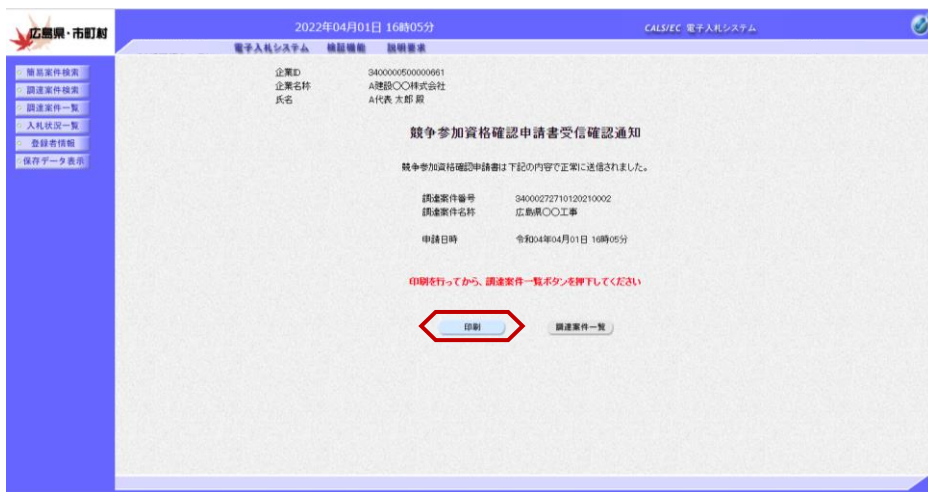 広島県・市町村
2022年04月01日 16時05分
CALS/EC 電子入札システム
電子入札システム 検証機能 説明要求
簡易案件検索
調達案件検索
調達案件一覧
入札状況一覧
登録者情報
保存データ表示
企業ID 3400000500000661
企業名称 A建設〇〇株式会社
氏名 A代表 太郎 殿
競争参加資格確認申請書受信確認通知
競争参加資格確認申請書は下記の内容で正常に送信されました。
調達案件番号 34000272710120210002
調達案件名称 広島県〇〇工事
申請日時 令和04年04月01日 16時05分
印刷を行ってから、調達案件一覧ボタンを押下してください
印刷 調達案件一覧